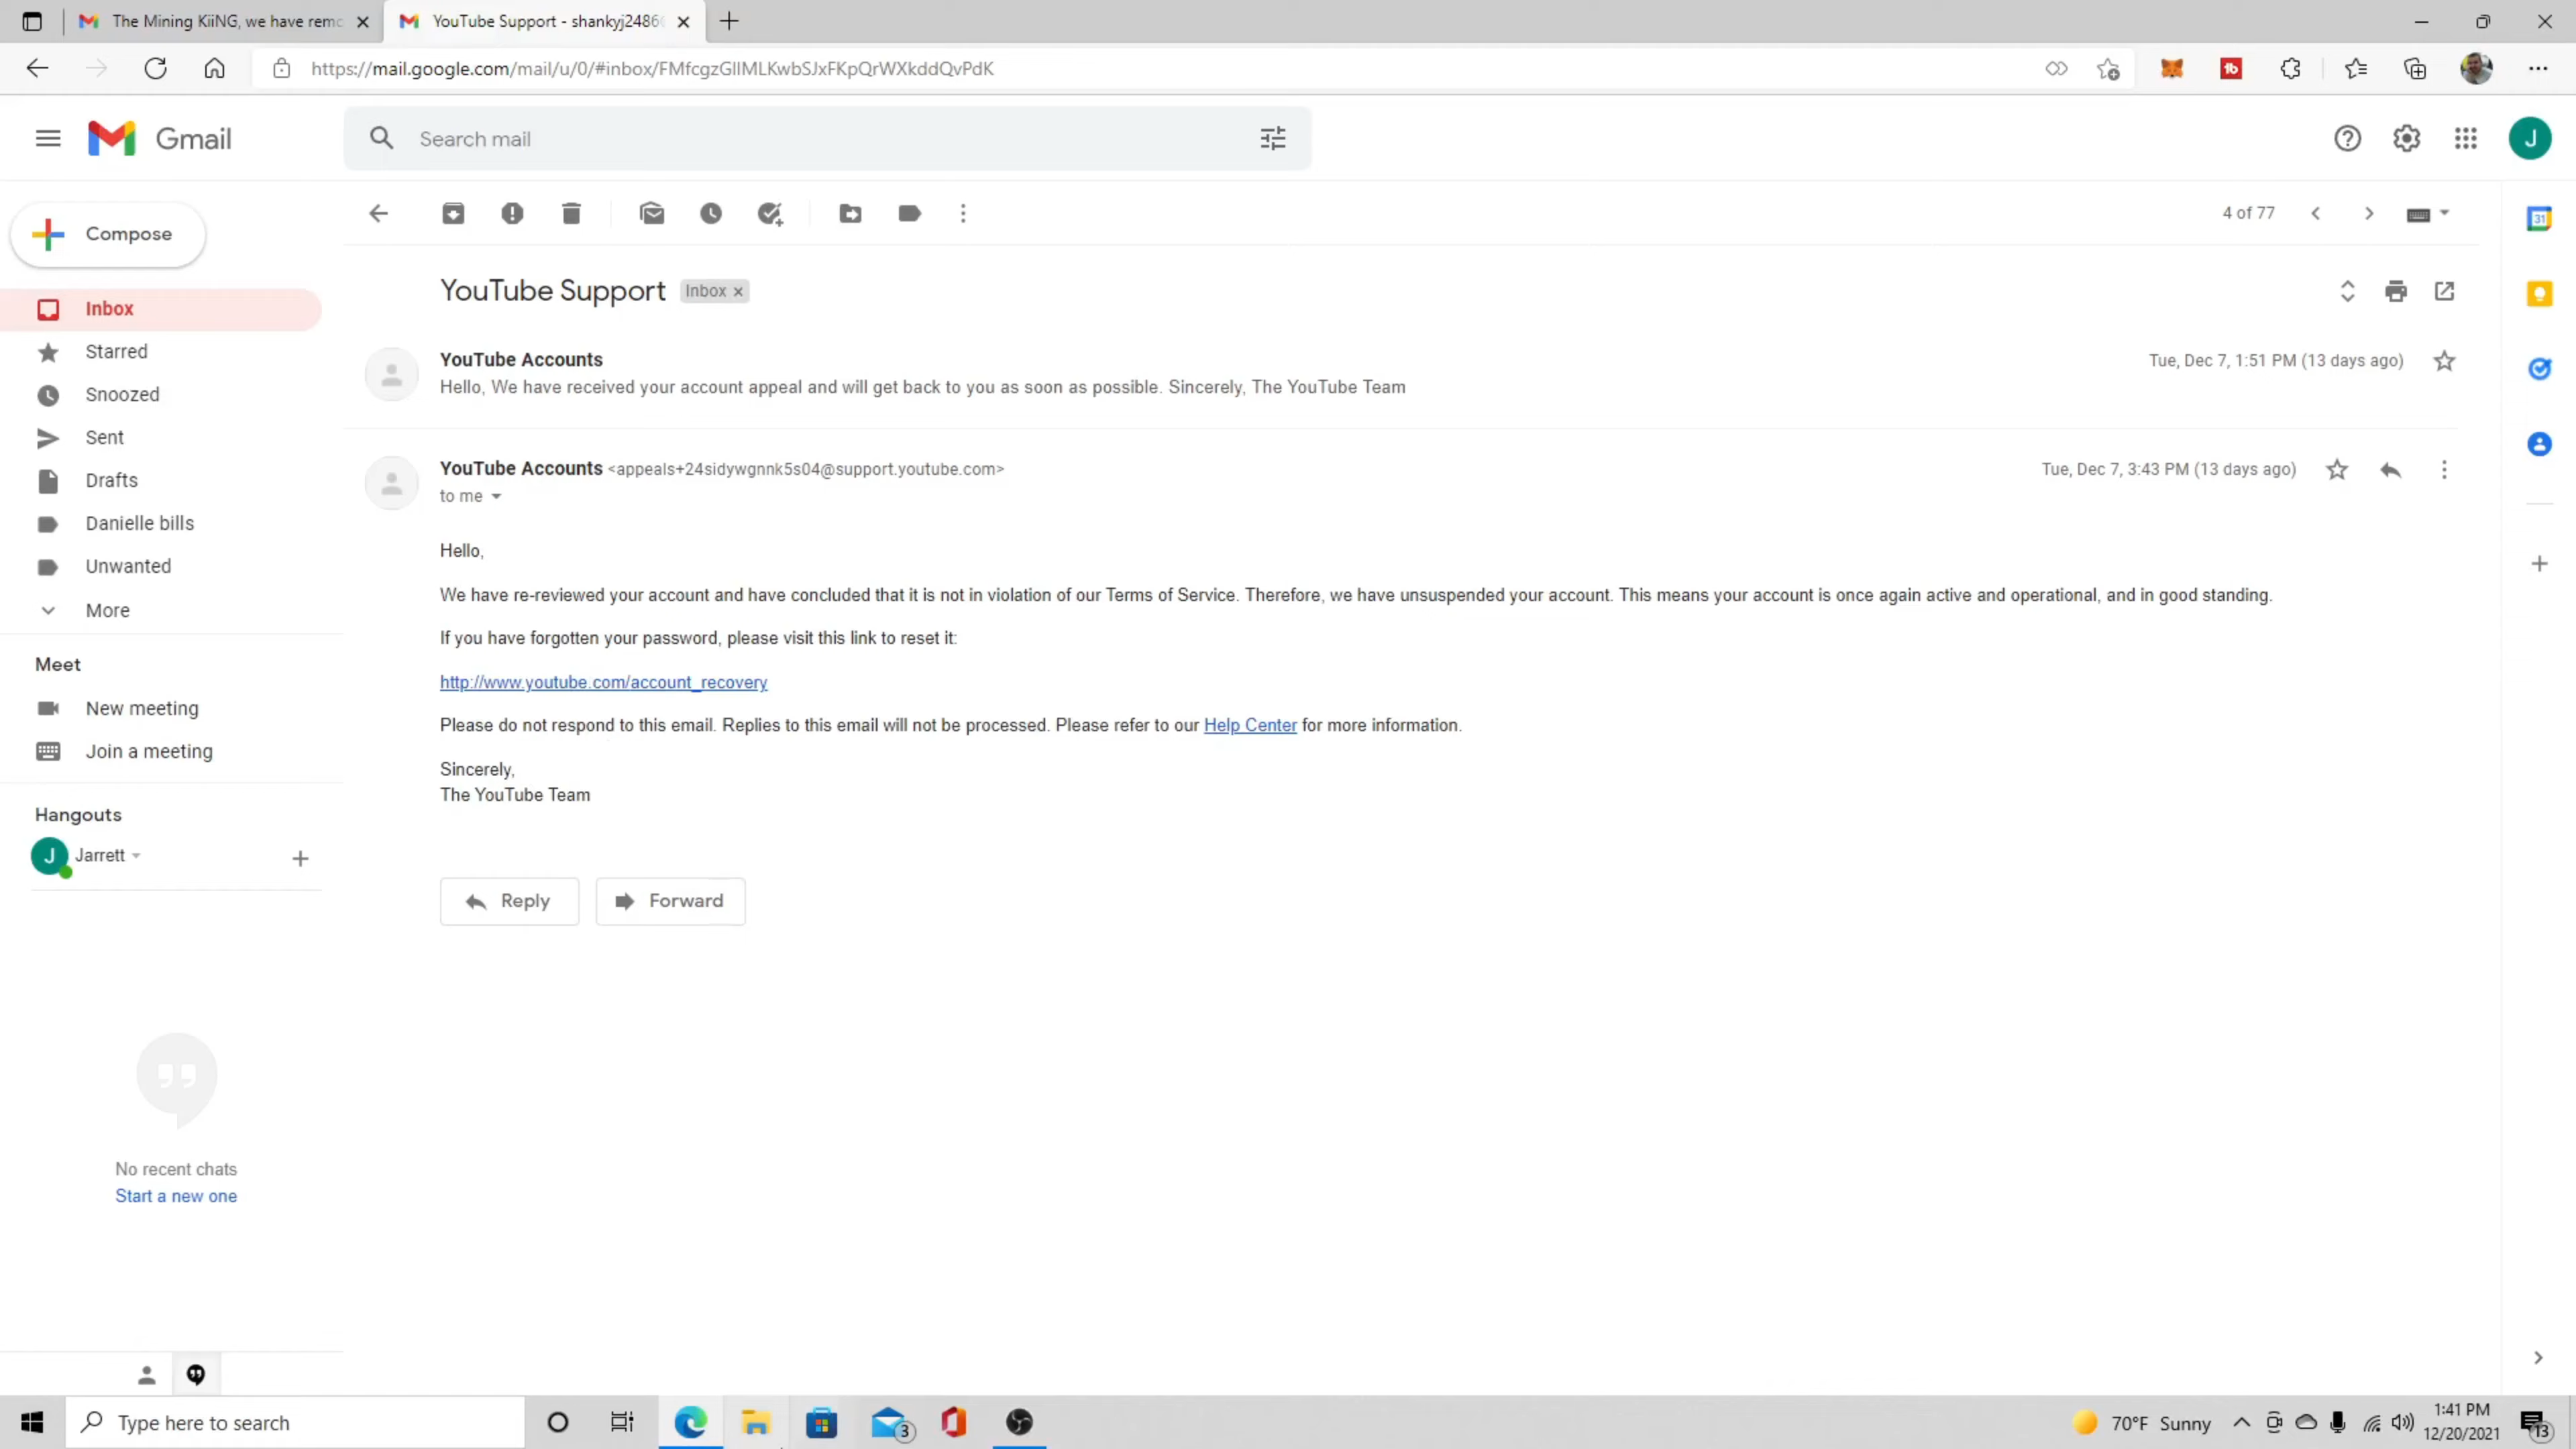 The Mining KiiNG, we have remo
YouTube Support - shankyj2486
https://mail.google.com/mail/u/0/#inbox/FMfcgzGllMLKwbSJxFKpQrWXkddQvPdK
Gmail
Search mail
J
Compose
4 of 77
31
YouTube Support
Inbox
Inbox
Starred
Snoozed
Sent
Drafts
Danielle bills
Unwanted
More
YouTube Accounts
Tue, Dec 7, 1:51 PM (13 days ago)
Hello, We have received your account appeal and will get back to you as soon as possible. Sincerely, The YouTube Team
YouTube Accounts <appeals+24sidywgnnk5s04@support.youtube.com>
Tue, Dec 7, 3:43 PM (13 days ago)
to me
Hello,
We have re-reviewed your account and have concluded that it is not in violation of our Terms of Service. Therefore, we have unsuspended your account. This means your account is once again active and operational, and in good standing.
If you have forgotten your password, please visit this link to reset it:
http://www.youtube.com/account_recovery
Please do not respond to this email. Replies to this email will not be processed. Please refer to our Help Center for more information.
Sincerely,
The YouTube Team
Reply
Forward
Meet
New meeting
Join a meeting
Hangouts
J
Jarrett
No recent chats
Start a new one
Type here to search
3
70°F Sunny
1:41 PM
12/20/2021
13